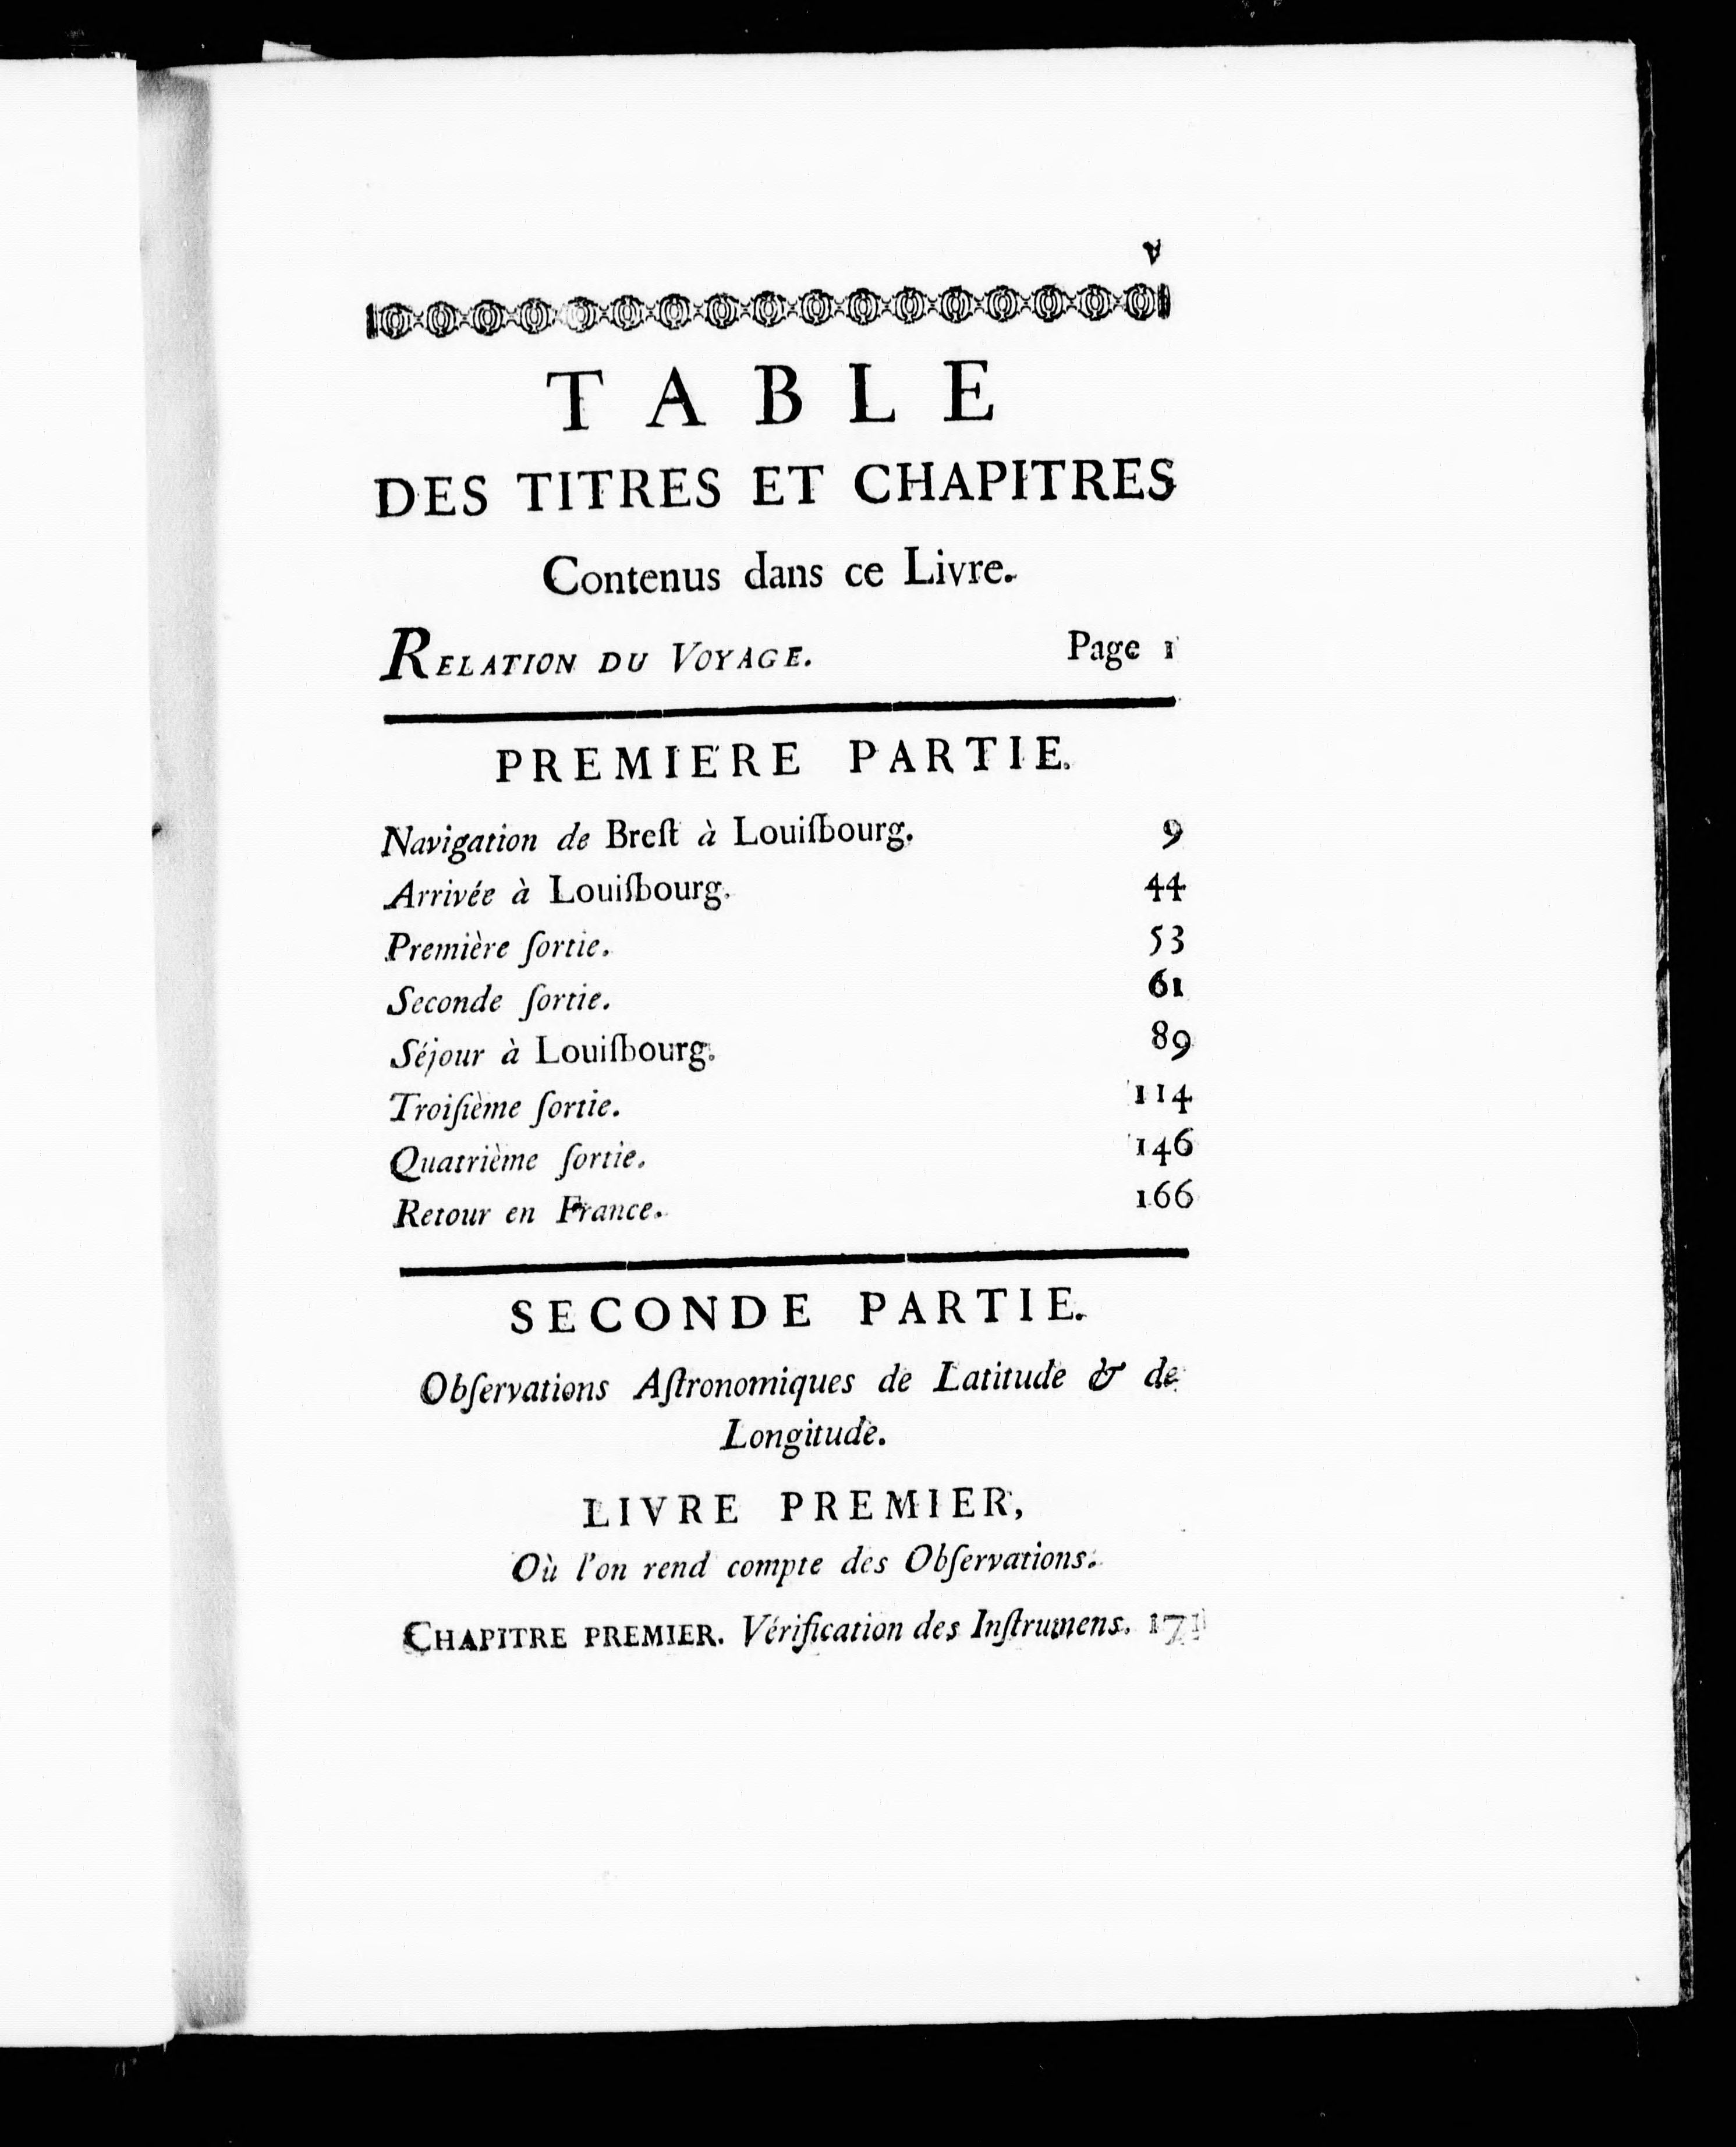 v
TABLE
DES TITRES ET CHAPITRES
Contenus dans ce Livre.
RELATION DU VOYAGE. Page 1
PREMIERE PARTIE.
Navigation de Breſt à Louiſbourg. 9
Arrivée à Louiſbourg. 44
Première ſortie. 53
Seconde ſortie. 61
Séjour à Louiſbourg. 89
Troiſième ſortie. 114
Quatrième ſortie. 146
Retour en France. 166
SECONDE PARTIE.
Obſervations Aſtronomiques de Latitude & de
Longitude.
LIVRE PREMIER,
Où l'on rend compte des Obſervations.
CHAPITRE PREMIER. Vérification des Inſtrumens. 171